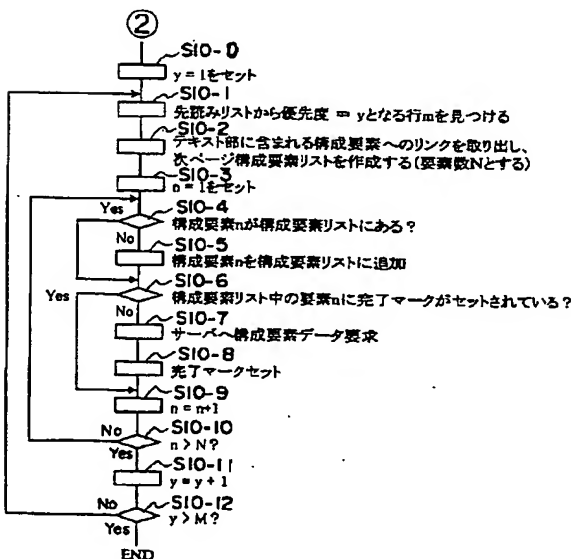 ②
S10-0
y = 1をセット
S10-1
先読みリストから優先度 = yとなる行mを見つける
S10-2
テキスト部に含まれる構成要素へのリンクを取り出し、
次ページ構成要素リストを作成する(要素数Nとする)
S10-3
n = 1をセット
Yes
S10-4
構成要素nが構成要素リストにある?
No
S10-5
構成要素nを構成要素リストに追加
S10-6
Yes
構成要素リスト中の要素nに完了マークがセットされている?
No
S10-7
サーバへ構成要素データ要求
S10-8
完了マークセット
S10-9
n = n+1
No
S10-10
n > N?
Yes
S10-11
y = y + 1
No
S10-12
y > M?
Yes
END